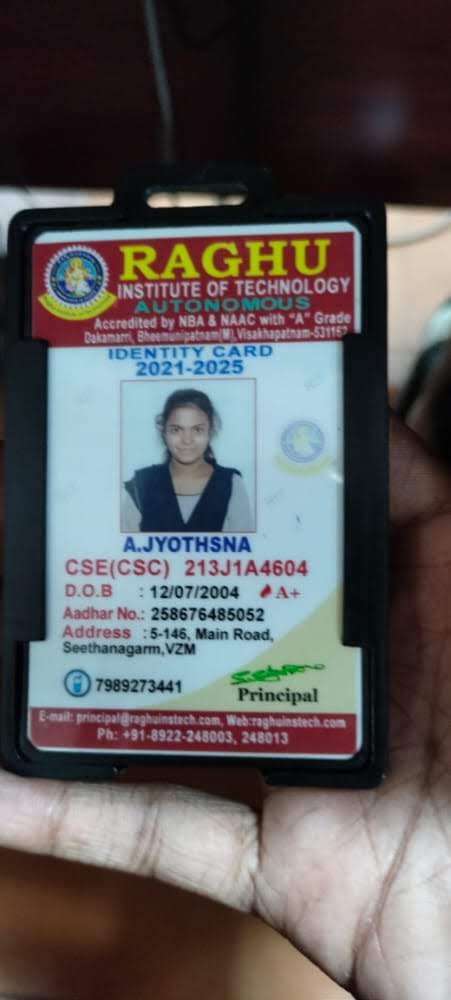 RAGHU
INSTITUTE OF TECHNOLOGY
AUTONOMOUS
Accredited by NBA & NAAC with "A" Grade
Dakamarri, Bheemunipatnam(M), Visakhapatnam-531162
IDENTITY CARD
2021-2025
A.JYOTHSNA
CSE(CSC) 213J1A4604
D.O.B : 12/07/2004 A+
Aadhar No.: 258676485052
Address : 5-146, Main Road,
Seethanagarm,VZM
7989273441
Principal
E-mail: principal@raghuinstech.com, Web:raghuinstech.com
Ph: +91-8922-248003, 248013